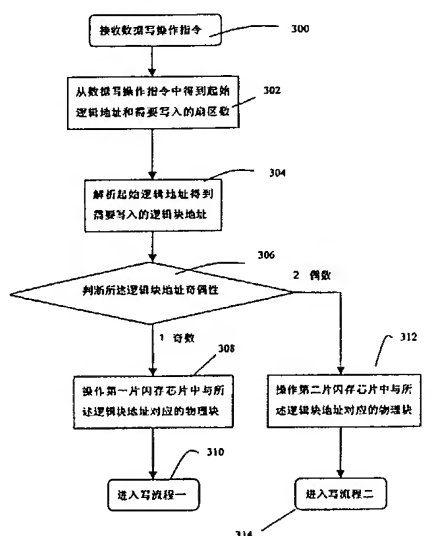 接收数据写操作指令
300
从数据写操作指令中得到起始
逻辑地址和需要写入的扇区数
302
304
解析起始逻辑地址得到
需要写入的逻辑块地址
306
判断所述逻辑块地址奇偶性
2 偶数
1 奇数
308
312
操作第一片闪存芯片中与所
述逻辑块地址对应的物理块
操作第二片闪存芯片中与所
述逻辑块地址对应的物理块
310
进入写流程一
进入写流程二
314